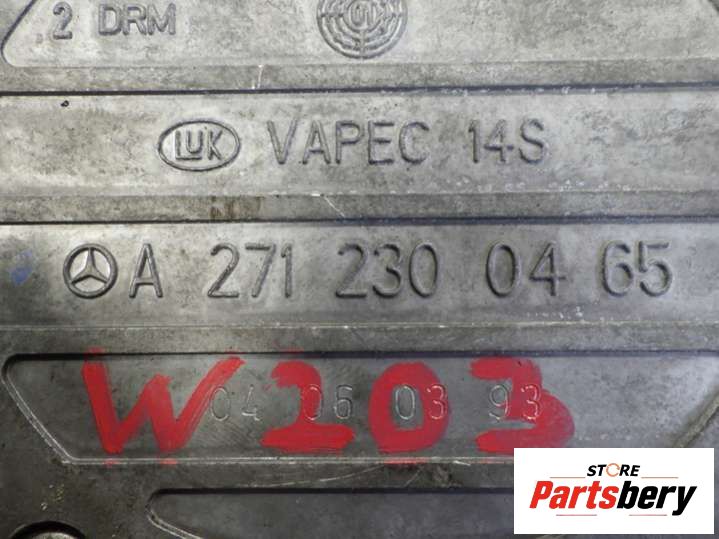 2 DRM
LUK VAPEC 14S
A 271 230 04 65
W203
04 06 03 93
STORE
Partsbery